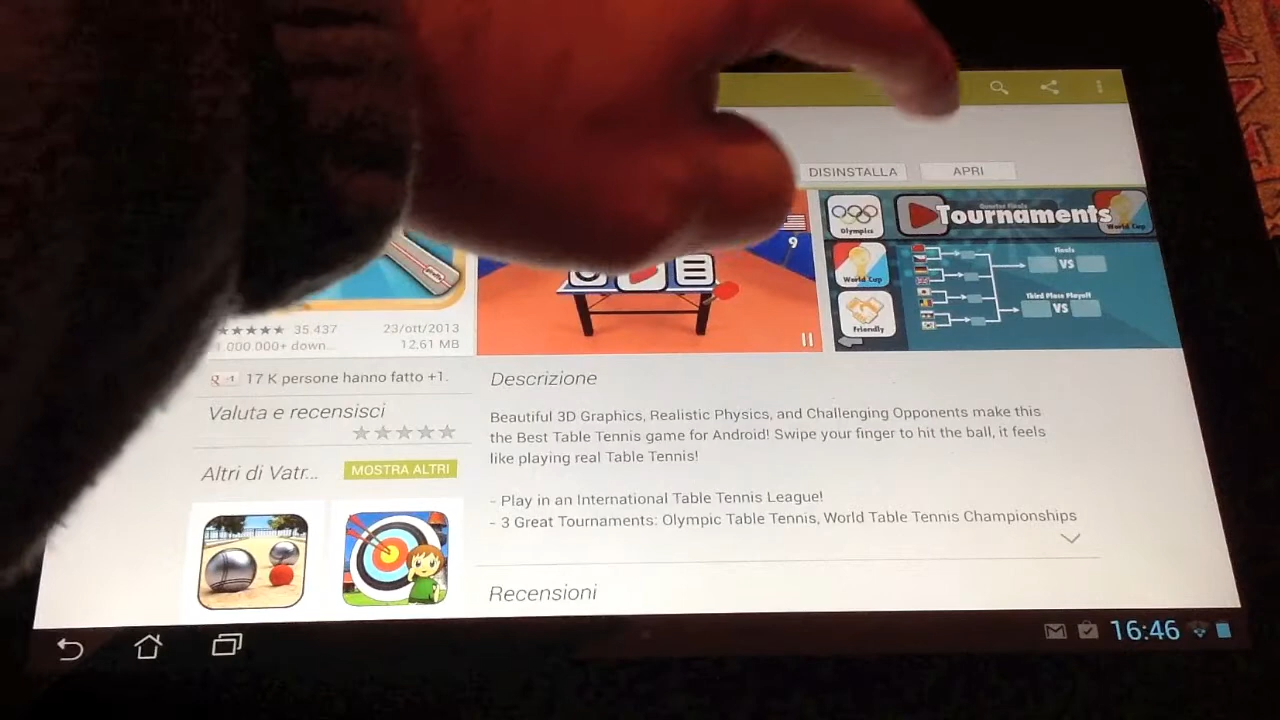 DISINSTALLA
APRI
Olympics
Tournaments
World Cup
World Cup
Finals
VS
Third Place Playoff
VS
Friendly
9
35.437
23/ott/2013
1.000.000+ down...
12,61 MB
17 K persone hanno fatto +1.
Valuta e recensisci
Altri di Vatr...
MOSTRA ALTRI
Descrizione
Beautiful 3D Graphics, Realistic Physics, and Challenging Opponents make this
the Best Table Tennis game for Android! Swipe your finger to hit the ball, it feels
like playing real Table Tennis!
- Play in an International Table Tennis League!
- 3 Great Tournaments: Olympic Table Tennis, World Table Tennis Championships
Recensioni
16:46